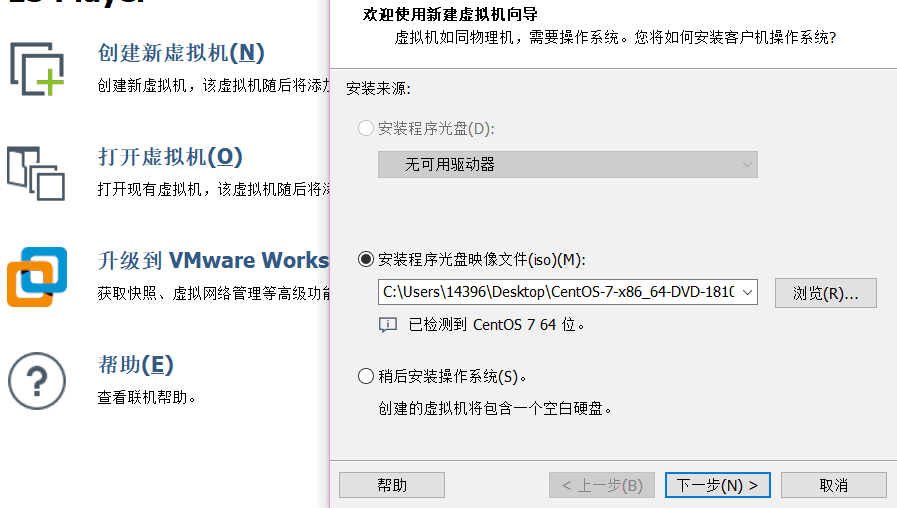 创建新虚拟机(N)
创建新虚拟机，该虚拟机随后将添加
打开虚拟机(O)
打开现有虚拟机，该虚拟机随后将添
升级到 VMware Works
获取快照、虚拟网络管理等高级功能
帮助(E)
查看联机帮助。
欢迎使用新建虚拟机向导
虚拟机如同物理机，需要操作系统。您将如何安装客户机操作系统?
安装来源:
安装程序光盘(D):
无可用驱动器
安装程序光盘映像文件(iso)(M):
C:\Users\14396\Desktop\CentOS-7-x86_64-DVD-1810
浏览(R)...
已检测到 CentOS 7 64 位。
稍后安装操作系统(S)。
创建的虚拟机将包含一个空白硬盘。
帮助
< 上一步(B)
下一步(N) >
取消